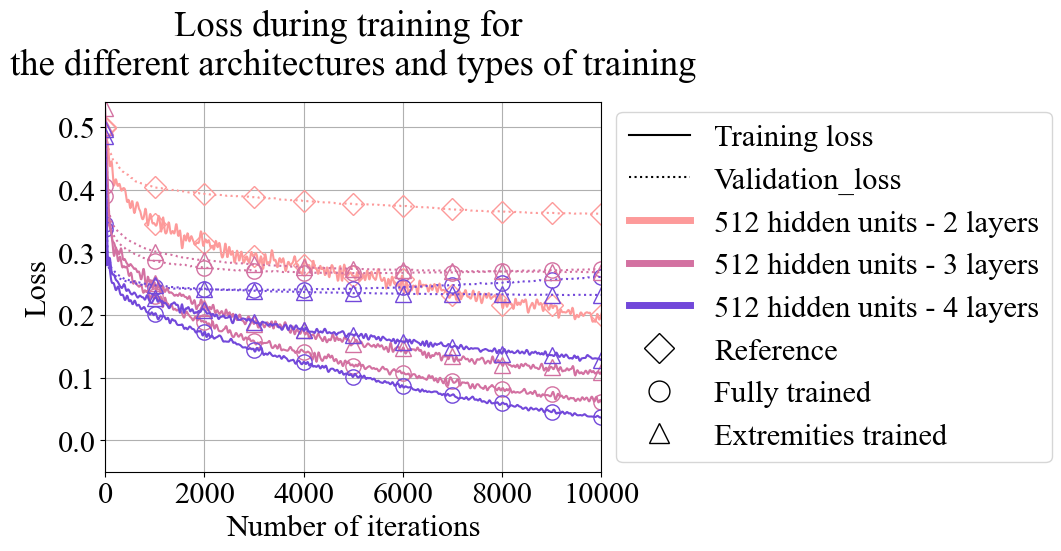 Loss during training for
the different architectures and types of training
0.5
0.4
0.3
0.2
0.1
0.0
Loss
0 2000 4000 6000 8000 10000
Number of iterations
Training loss
Validation_loss
512 hidden units - 2 layers
512 hidden units - 3 layers
512 hidden units - 4 layers
Reference
Fully trained
Extremities trained